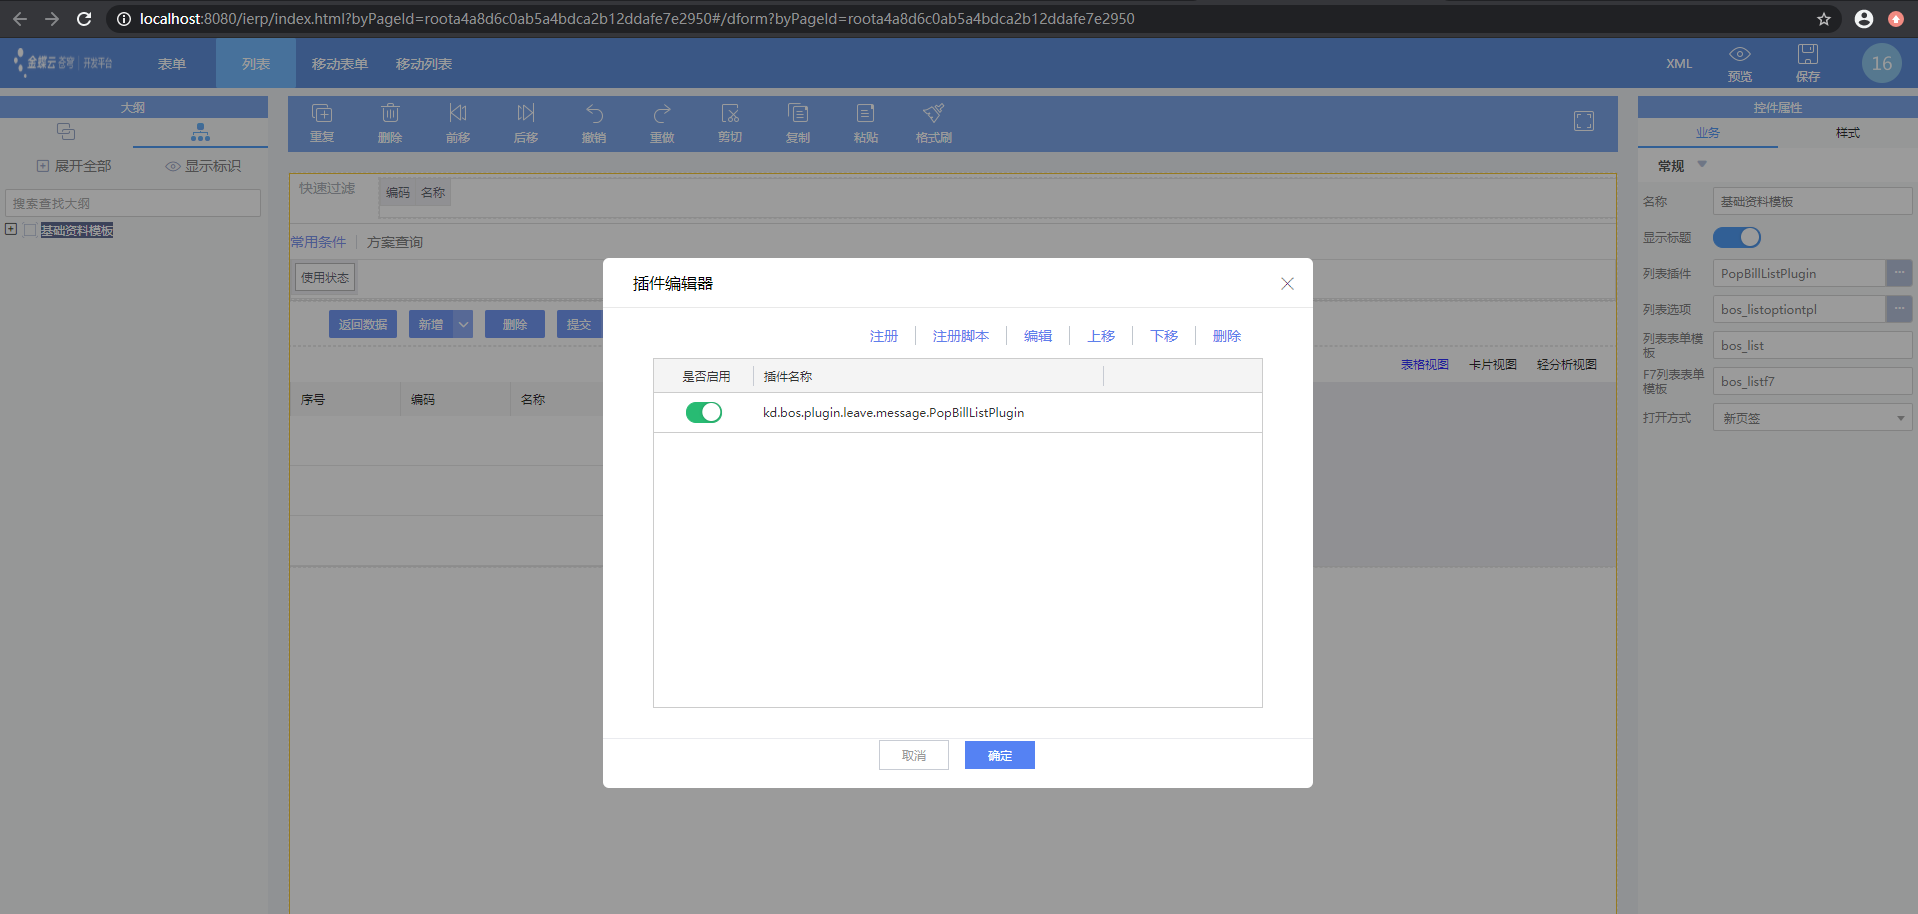 localhost:8080/ierp/index.html?byPageId=roota4a8d6c0ab5a4bdca2b12ddafe7e2950#/dform?byPageId=roota4a8d6c0ab5a4bdca2b12ddafe7e2950
金蝶云 苍穹 | 开发平台
表单
列表
移动表单
移动列表
XML
预览
保存
16
大纲
展开全部
显示标识
搜索查找大纲
基础资料模板
重复
删除
前移
后移
撤销
重做
剪切
复制
粘贴
格式刷
快速过滤
编码
名称
常用条件
方案查询
使用状态
返回数据
新增
删除
提交
表格视图
卡片视图
轻分析视图
序号
编码
名称
插件编辑器
注册
注册脚本
编辑
上移
下移
删除
是否启用
插件名称
kd.bos.plugin.leave.message.PopBillListPlugin
取消
确定
控件属性
业务
样式
常规
名称
基础资料模板
显示标题
列表插件
PopBillListPlugin
列表选项
bos_listoptiontpl
列表表单模
板
bos_list
F7列表表单
模板
bos_listf7
打开方式
新页签